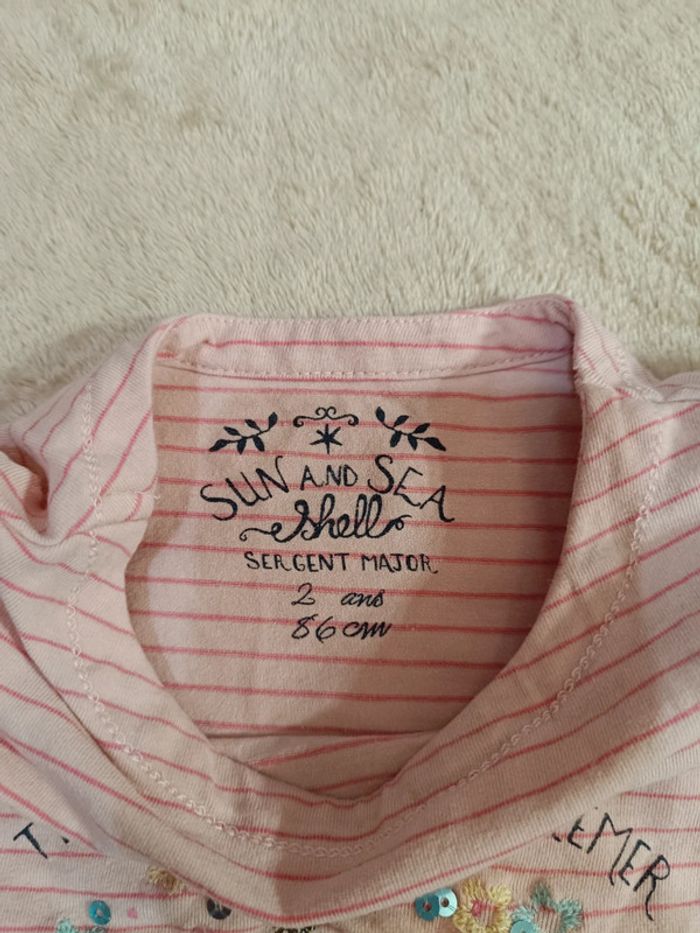 SUN AND SEA
Shell
SERGENT MAJOR
2 ans
86 cm